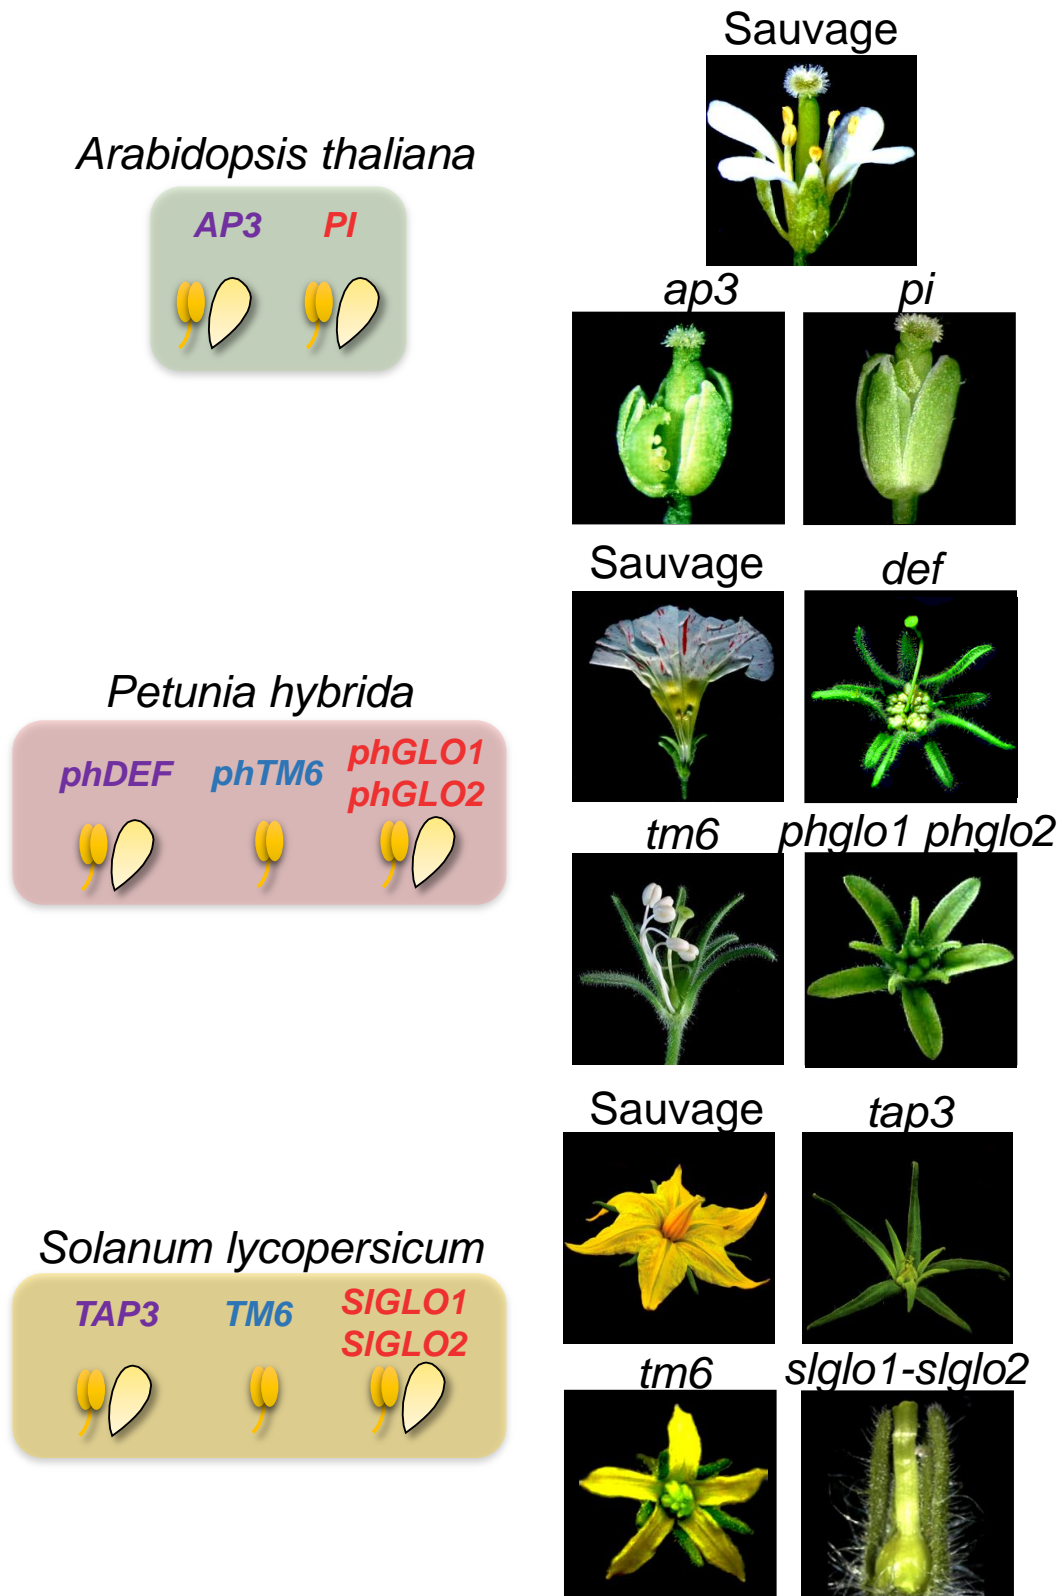 Sauvage
Arabidopsis thaliana
AP3 PI
ap3 pi
Sauvage def
Petunia hybrida
phDEF phTM6 phGLO1
phGLO2
tm6 phglo1 phglo2
Sauvage tap3
Solanum lycopersicum
TAP3 TM6 SlGLO1
SlGLO2
tm6 slglo1-slglo2